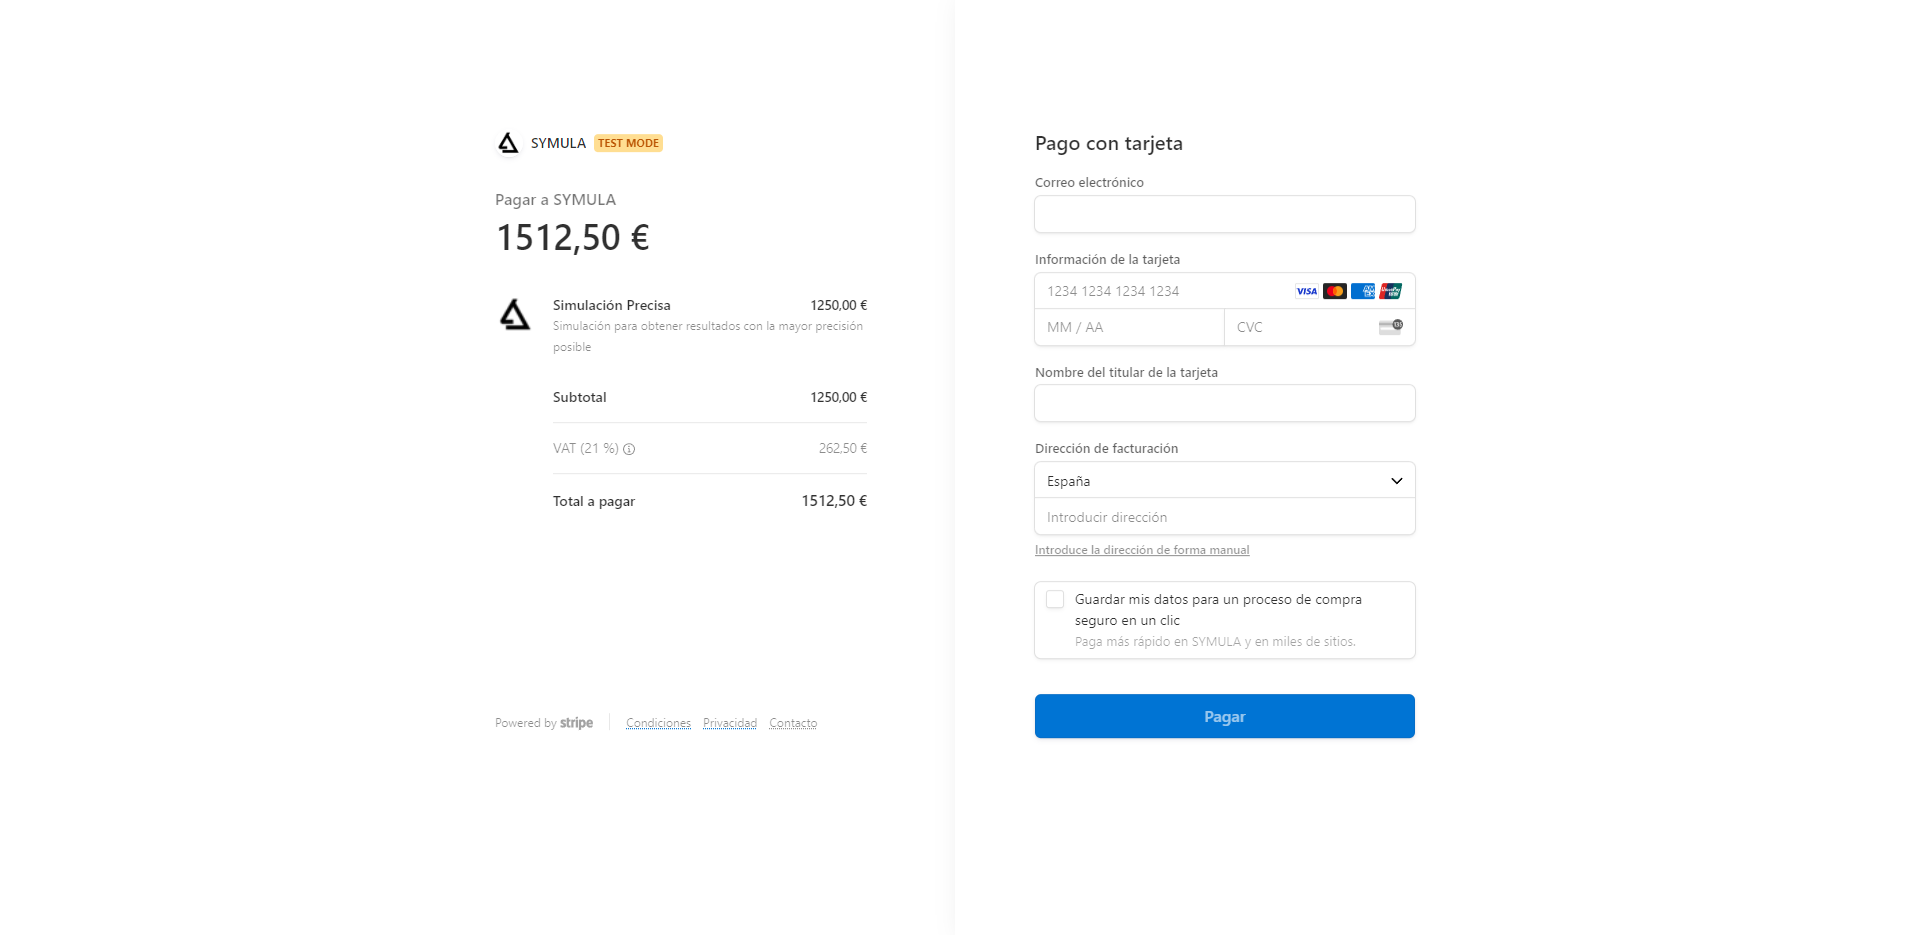 SYMULA TEST MODE
Pagar a SYMULA
1512,50 €
Simulación Precisa 1250,00 €
Simulación para obtener resultados con la mayor precisión
posible
Subtotal 1250,00 €
VAT (21 %) 262,50 €
Total a pagar 1512,50 €
Powered by stripe Condiciones Privacidad Contacto
Pago con tarjeta
Correo electrónico
Información de la tarjeta
1234 1234 1234 1234 VISA
MM / AA CVC 135
Nombre del titular de la tarjeta
Dirección de facturación
España
Introducir dirección
Introduce la dirección de forma manual
Guardar mis datos para un proceso de compra
seguro en un clic
Paga más rápido en SYMULA y en miles de sitios.
Pagar